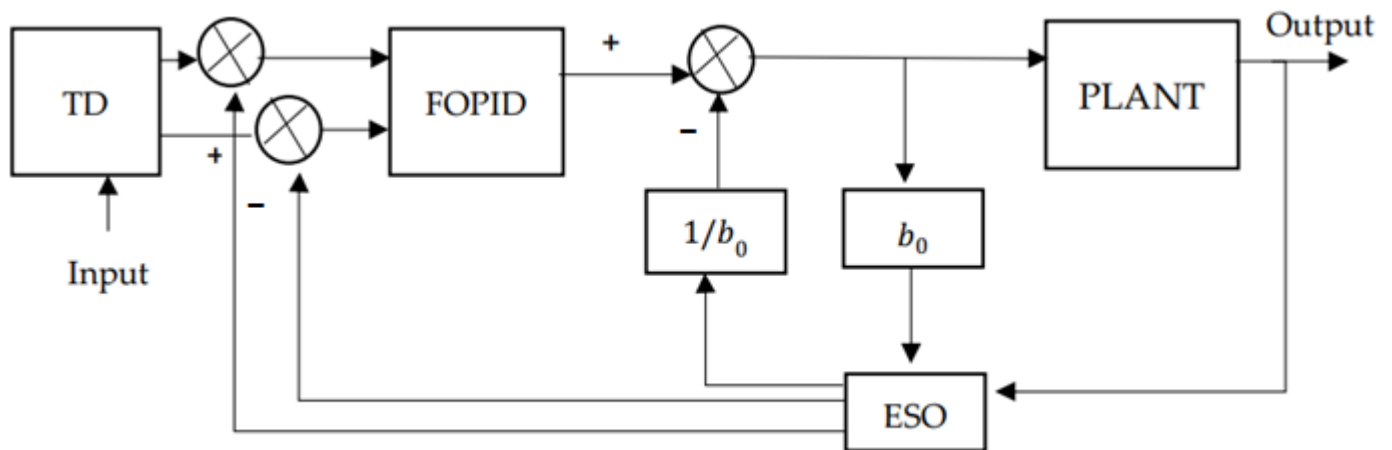 Output
+
TD
FOPID
PLANT
+
−
−
1/b₀
b₀
Input
ESO